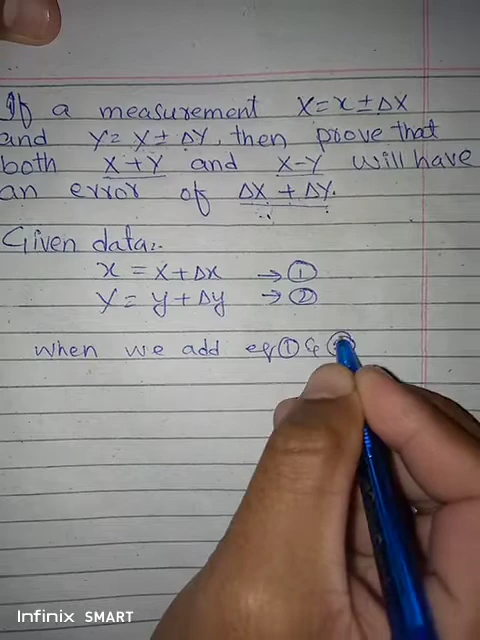 If a measurement X = x ± ΔX
and Y = Y ± ΔY, then prove that
both X + Y and X - Y will have
an error of ΔX + ΔY.
Given data:.
x = X + Δx → ①
Y = y + Δy → ②
when we add eq ① &
Infinix SMART